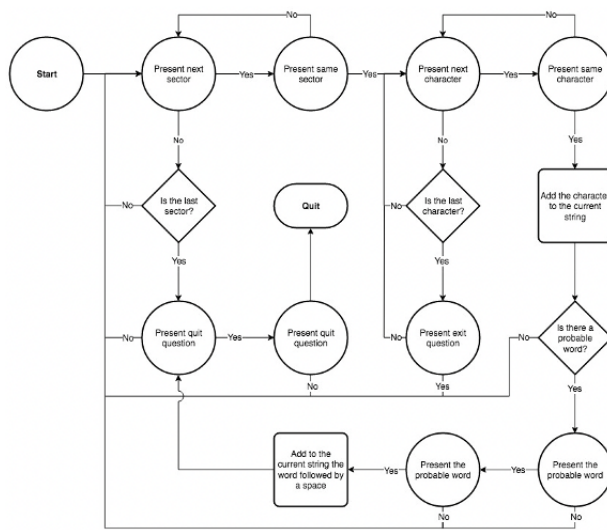 No
No
Start
Present next
sector
Yes
Present same
sector
Yes
Present next
character
Yes
Present same
character
No
No
Yes
No
Is the last
sector?
Quit
No
Is the last
character?
Add the character
to the current
string
Yes
Yes
No
Present quit
question
Yes
Present quit
question
No
Present exit
question
No
Is there a
probable
word?
No
Yes
Yes
Add to the
current string the
word followed by
a space
Yes
Present the
probable word
Yes
Present the
probable word
No
No